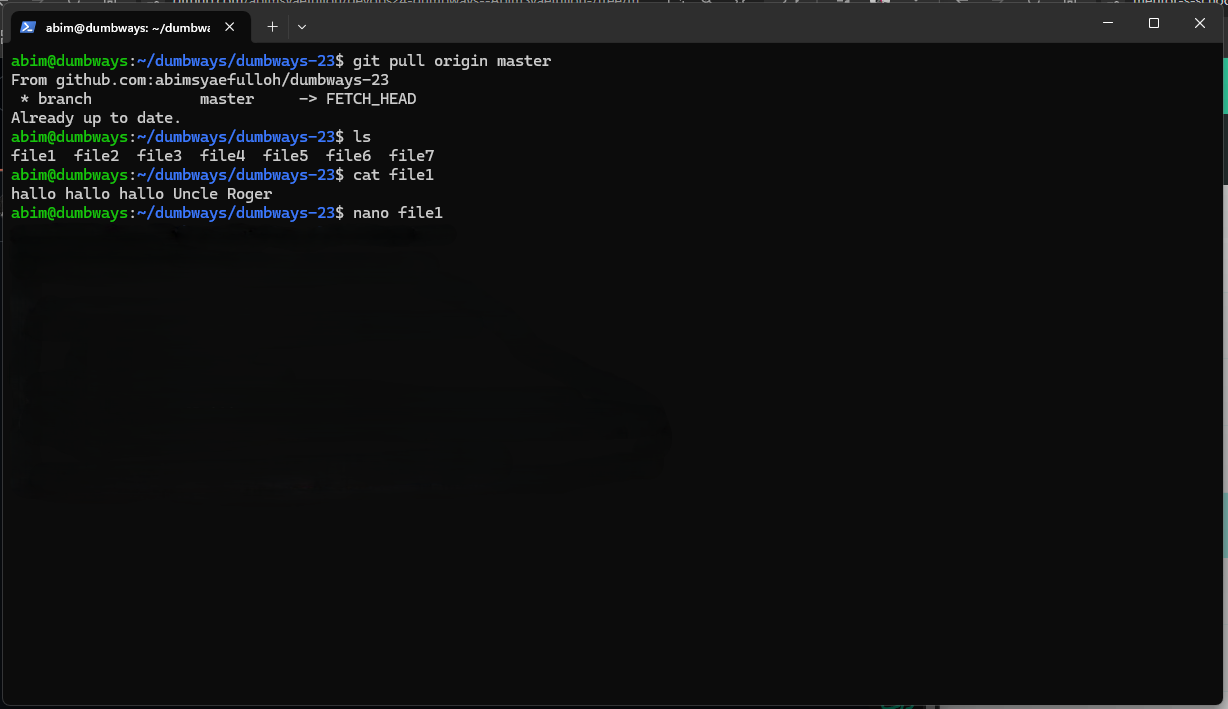 abim@dumbways: ~/dumbwa
abim@dumbways:~/dumbways/dumbways-23$ git pull origin master
From github.com:abimsyaefulloh/dumbways-23
 * branch            master     -> FETCH_HEAD
Already up to date.
abim@dumbways:~/dumbways/dumbways-23$ ls
file1  file2  file3  file4  file5  file6  file7
abim@dumbways:~/dumbways/dumbways-23$ cat file1
hallo hallo hallo Uncle Roger
abim@dumbways:~/dumbways/dumbways-23$ nano file1